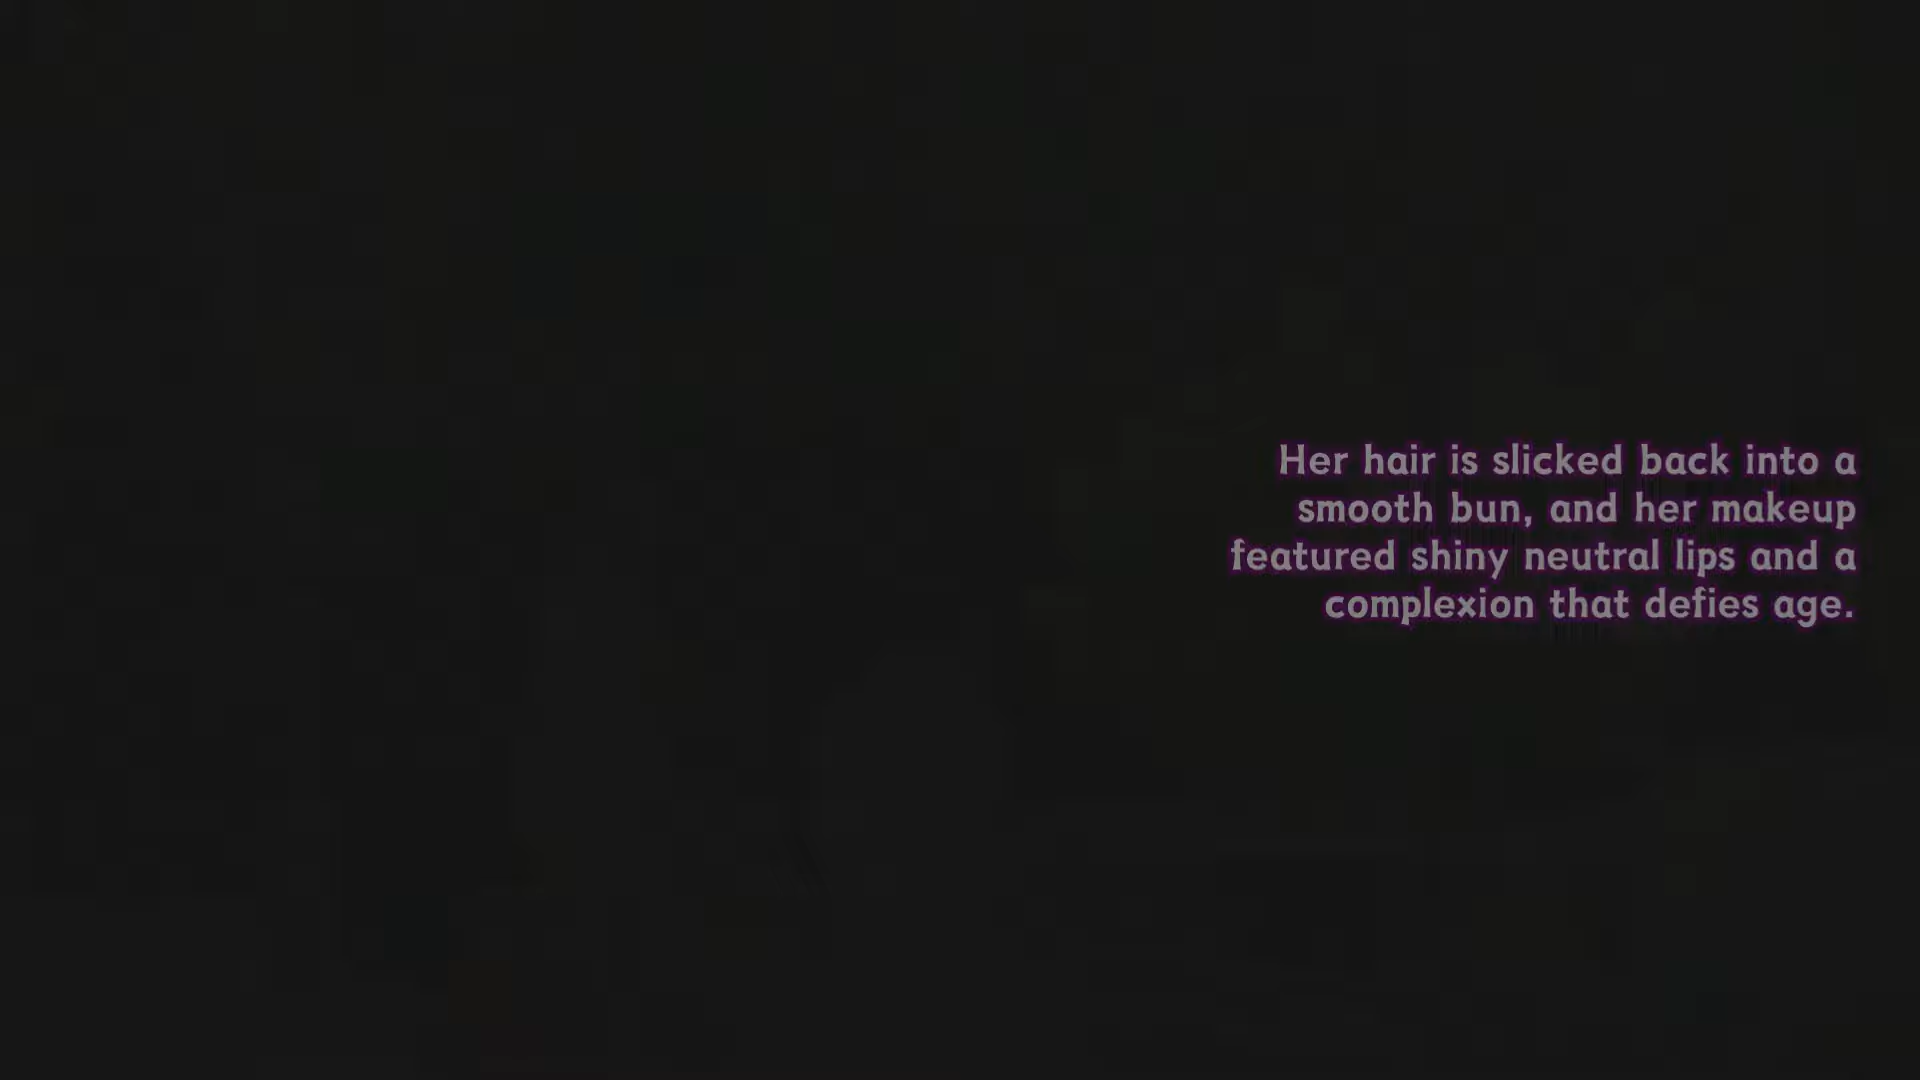 Her hair is slicked back into a
smooth bun, and her makeup
featured shiny neutral lips and a
complexion that defies age.